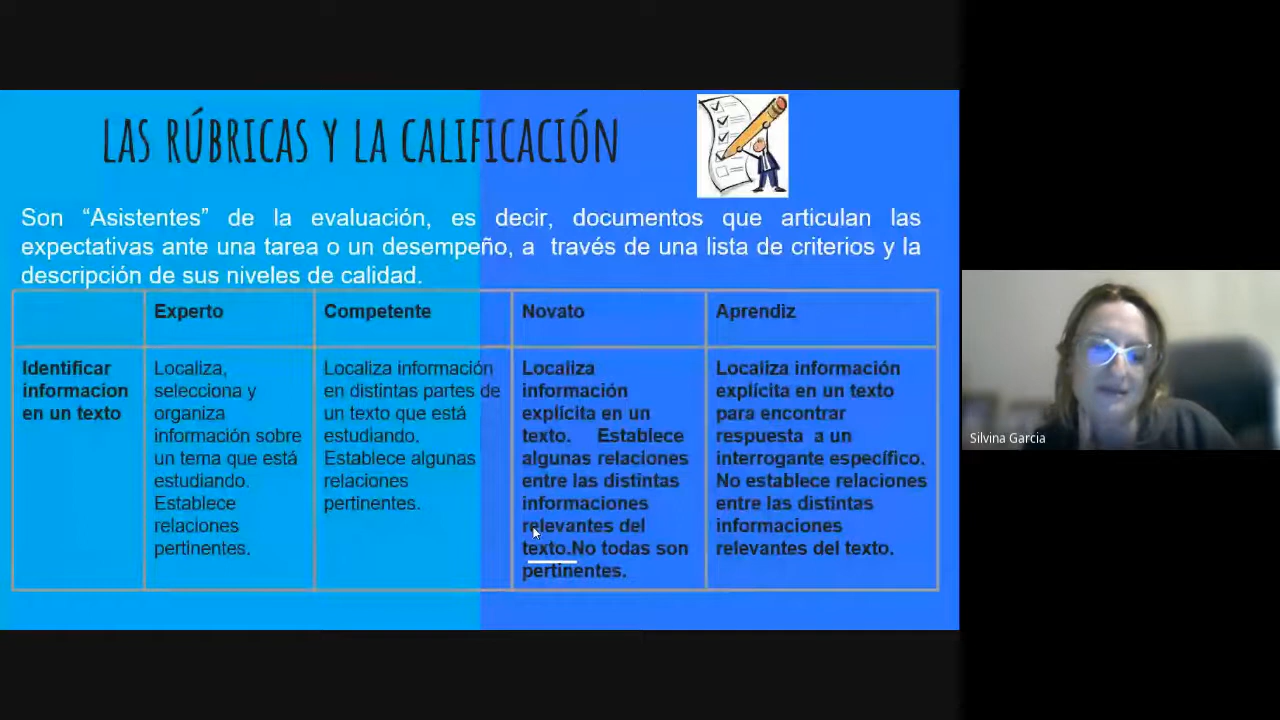 LAS RÚBRICAS Y LA CALIFICACIÓN
Son “Asistentes” de la evaluación, es decir, documentos que articulan las
expectativas ante una tarea o un desempeño, a través de una lista de criterios y la
descripción de sus niveles de calidad.
Experto
Competente
Novato
Aprendiz
Identificar
informacion
en un texto
Localiza,
selecciona y
organiza
información sobre
un tema que está
estudiando.
Establece
relaciones
pertinentes.
Localiza información
en distintas partes de
un texto que está
estudiando.
Establece algunas
relaciones
pertinentes.
Localiza
información
explícita en un
texto. Establece
algunas relaciones
entre las distintas
informaciones
relevantes del
texto.No todas son
pertinentes.
Localiza información
explícita en un texto
para encontrar
respuesta a un
interrogante específico.
No establece relaciones
entre las distintas
informaciones
relevantes del texto.
Silvina Garcia